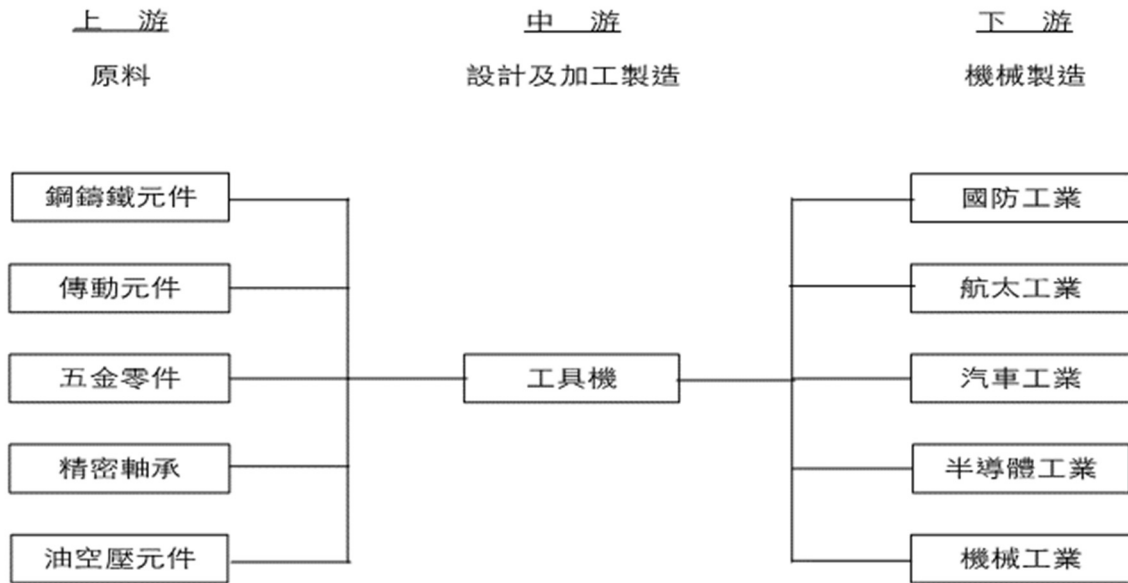 上 游
中 游
下 游
原料
設計及加工製造
機械製造
鋼鑄鐵元件
國防工業
傳動元件
航太工業
五金零件
工具機
汽車工業
精密軸承
半導體工業
油空壓元件
機械工業